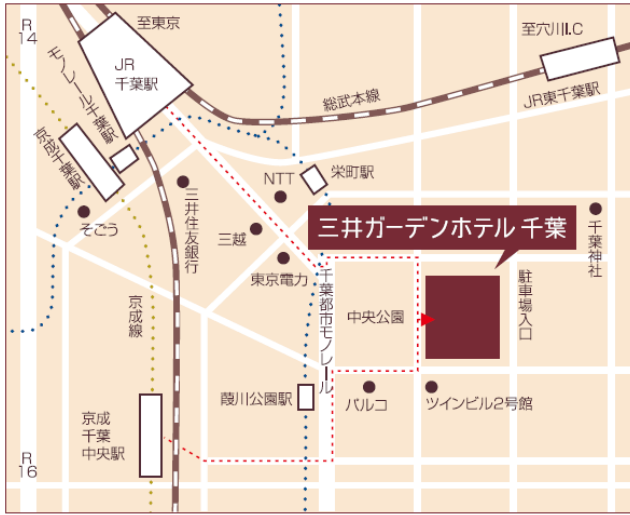 R
14
至東京
至穴川I.C
JR
千葉駅
モノレール千葉駅
総武本線
JR東千葉駅
京成千葉駅
栄町駅
NTT
三井住友銀行
そごう
三越
三井ガーデンホテル 千葉
千葉神社
東京電力
千葉都市モノレール
中央公園
駐車場入口
京成線
葭川公園駅
パルコ
ツインビル2号館
京成
千葉
中央駅
R
16